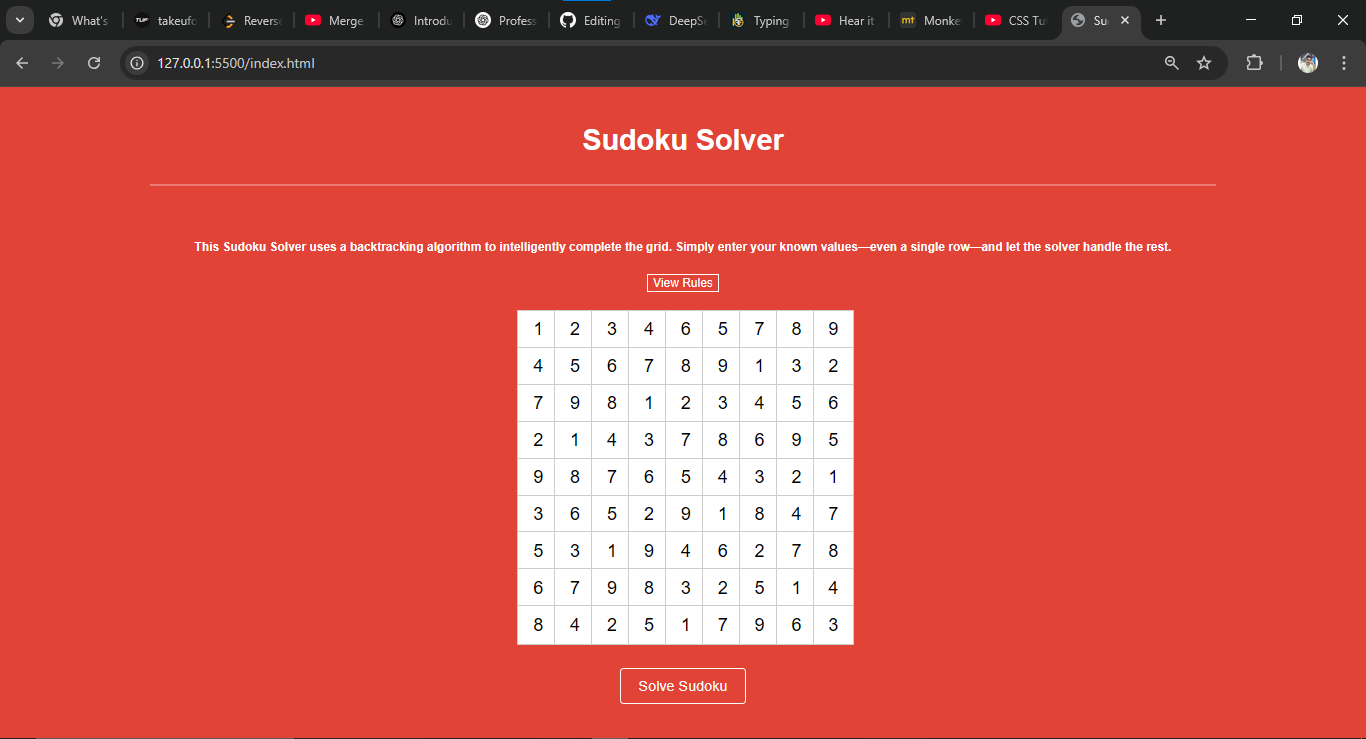 What's takeufo Reverse Merge Introdu Profess Editing DeepSe Typing Hear it Monke CSS Tu Su
127.0.0.1:5500/index.html
Sudoku Solver
This Sudoku Solver uses a backtracking algorithm to intelligently complete the grid. Simply enter your known values—even a single row—and let the solver handle the rest.
View Rules
1 2 3 4 6 5 7 8 9
4 5 6 7 8 9 1 3 2
7 9 8 1 2 3 4 5 6
2 1 4 3 7 8 6 9 5
9 8 7 6 5 4 3 2 1
3 6 5 2 9 1 8 4 7
5 3 1 9 4 6 2 7 8
6 7 9 8 3 2 5 1 4
8 4 2 5 1 7 9 6 3
Solve Sudoku